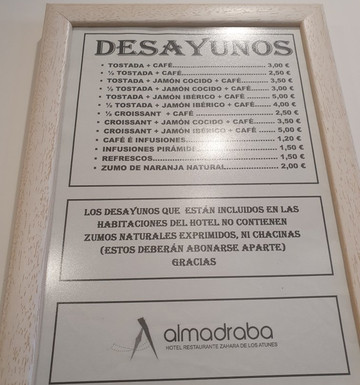 DESAYUNOS
• TOSTADA + CAFÉ.......................................... 3,00 €
• ½ TOSTADA + CAFÉ..................................... 2,50 €
• TOSTADA + JAMÓN COCIDO + CAFÉ........... 3,50 €
• ½ TOSTADA + JAMÓN COCIDO + CAFÉ....... 3,00 €
• TOSTADA + JAMÓN IBÉRICO + CAFÉ .......... 5,00 €
• ½ TOSTADA + JAMÓN IBÉRICO + CAFÉ....... 4,00 €
• ½ CROISSANT + CAFÉ ................................ 2,50 €
• CROISSANT + JAMÓN COCIDO + CAFÉ........ 3,50 €
• CROISSANT + JAMÓN IBÉRICO + CAFÉ ....... 5,00 €
• CAFÉ É INFUSIONES.................................... 1,20 €
• INFUSIONES PIRÁMIDE............................... 1,50 €
• REFRESCOS................................................. 1,50 €
• ZUMO DE NARANJA NATURAL..................... 2,00 €
LOS DESAYUNOS QUE ESTÁN INCLUIDOS EN LAS
HABITACIONES DEL HOTEL NO CONTIENEN
ZUMOS NATURALES EXPRIMIDOS, NI CHACINAS
(ESTOS DEBERÁN ABONARSE APARTE)
GRACIAS
almadraba
HOTEL RESTAURANTE ZAHARA DE LOS ATUNES